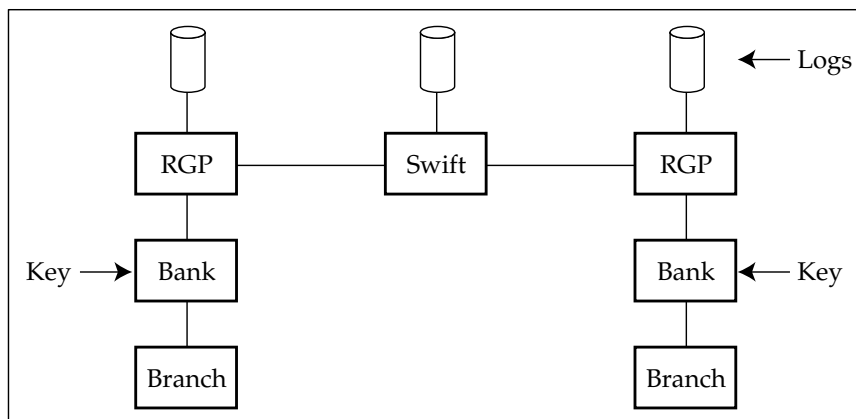 Logs
RGP
Swift
RGP
Key
Bank
Bank
Key
Branch
Branch